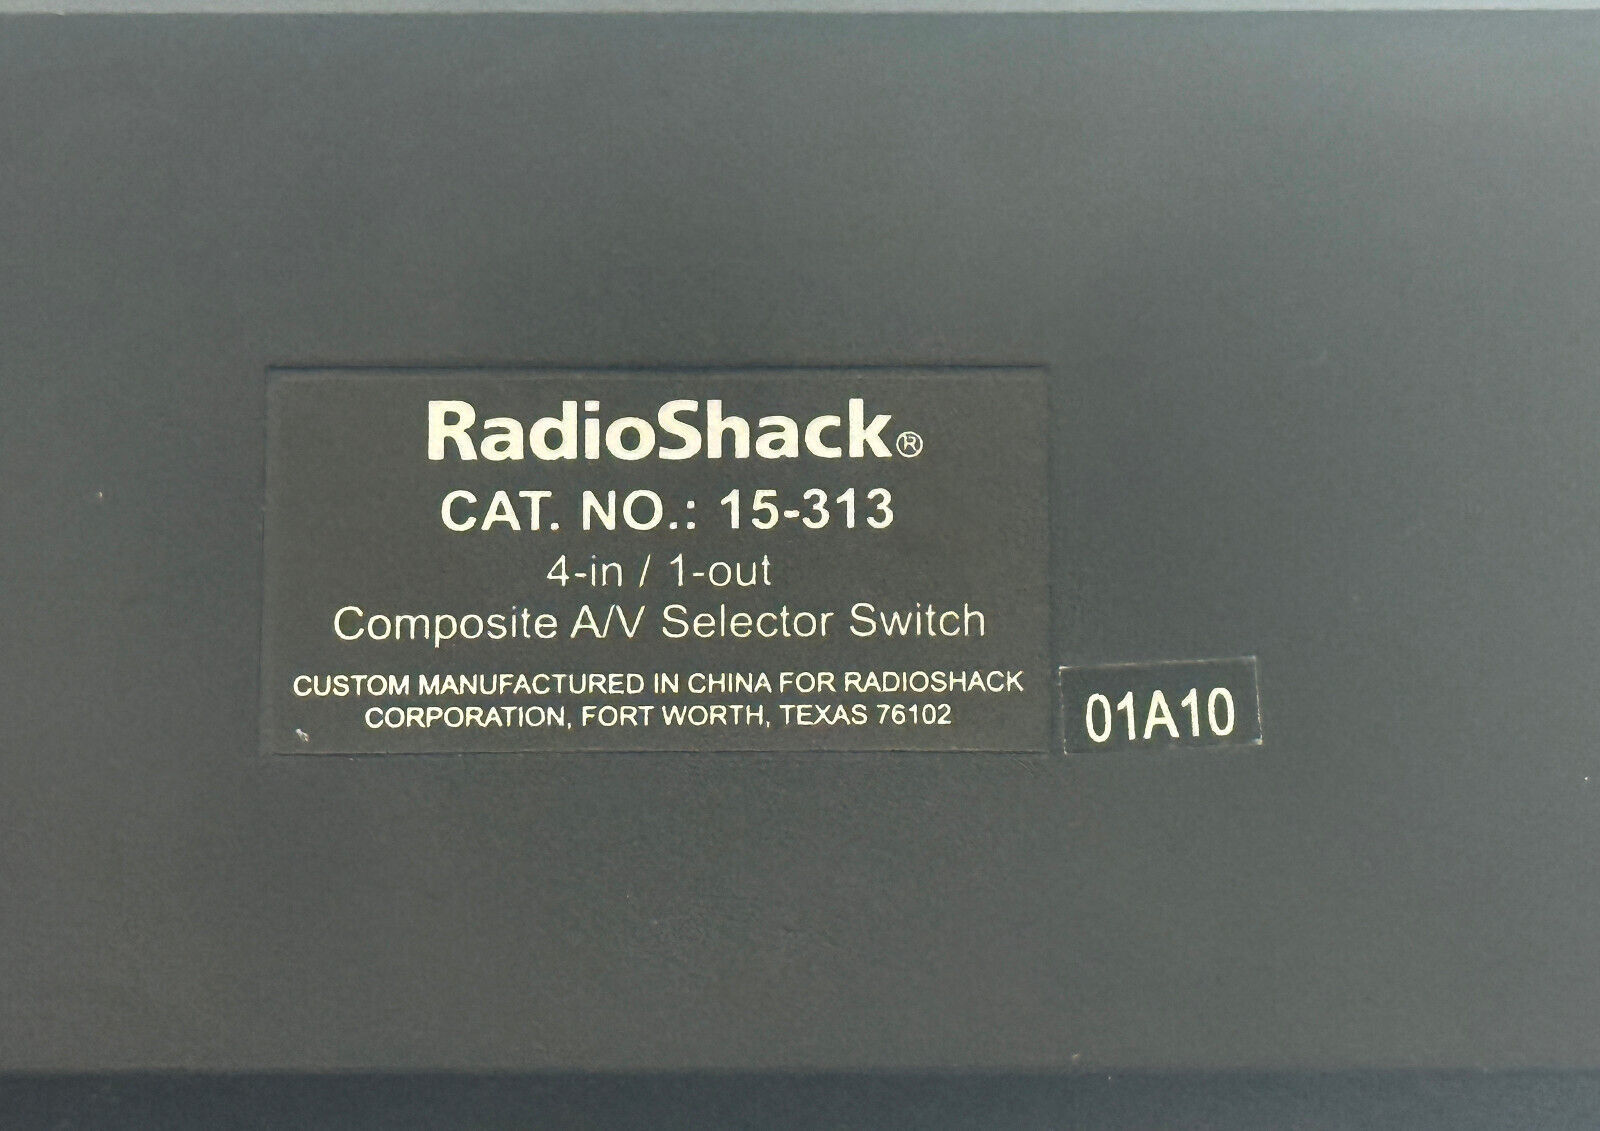 RadioShack®
CAT. NO.: 15-313
4-in / 1-out
Composite A/V Selector Switch
CUSTOM MANUFACTURED IN CHINA FOR RADIOSHACK
CORPORATION, FORT WORTH, TEXAS 76102
01A10